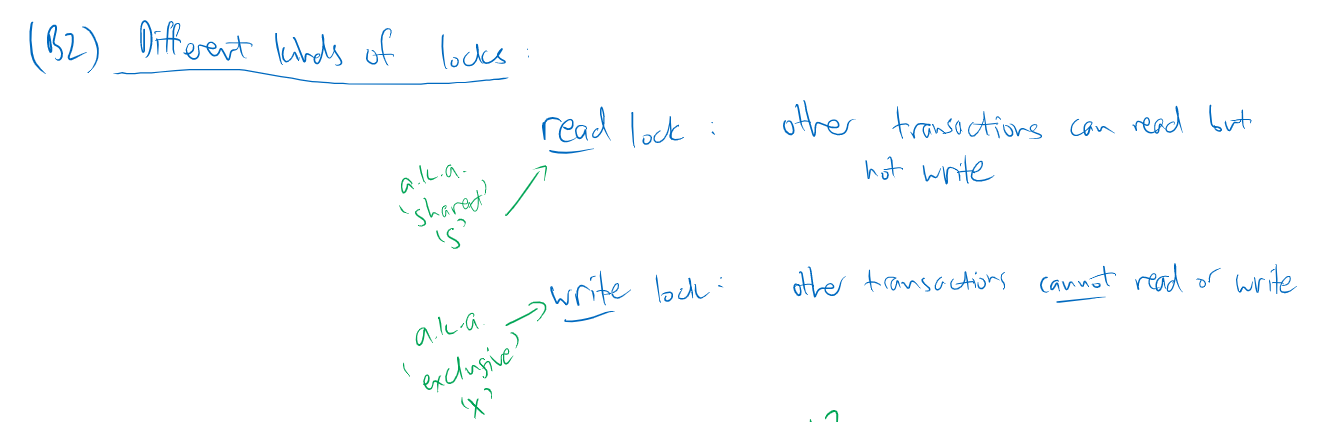 (B2) Different kinds of locks :
read lock : other transactions can read but
not write
a.k.a.
'shared'
'S'
write lock : other transactions cannot read or write
a.k.a.
'exclusive'
'X'